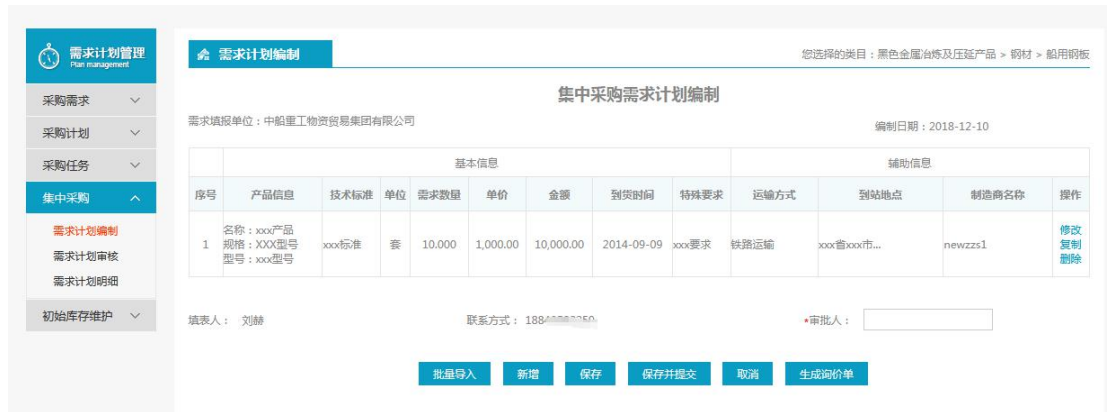 需求计划管理
Plan management
采购需求
采购计划
采购任务
集中采购
需求计划编制
需求计划审核
需求计划明细
初始库存维护
需求计划编制
您选择的类目：黑色金属冶炼及压延产品 > 钢材 > 船用钢板
集中采购需求计划编制
需求填报单位：中船重工物资贸易集团有限公司
编制日期：2018-12-10
基本信息 辅助信息
序号 产品信息 技术标准 单位 需求数量 单价 金额 到货时间 特殊要求 运输方式 到站地点 制造商名称 操作
名称：xxx产品 修改
1 规格：XXX型号 xxx标准 套 10.000 1,000.00 10,000.00 2014-09-09 xxx要求 铁路运输 xxx省xxx市... newzzs1 复制
型号：xxx型号 删除
填表人： 刘赫 联系方式： 188 *审批人：
批量导入 新增 保存 保存并提交 取消 生成询价单